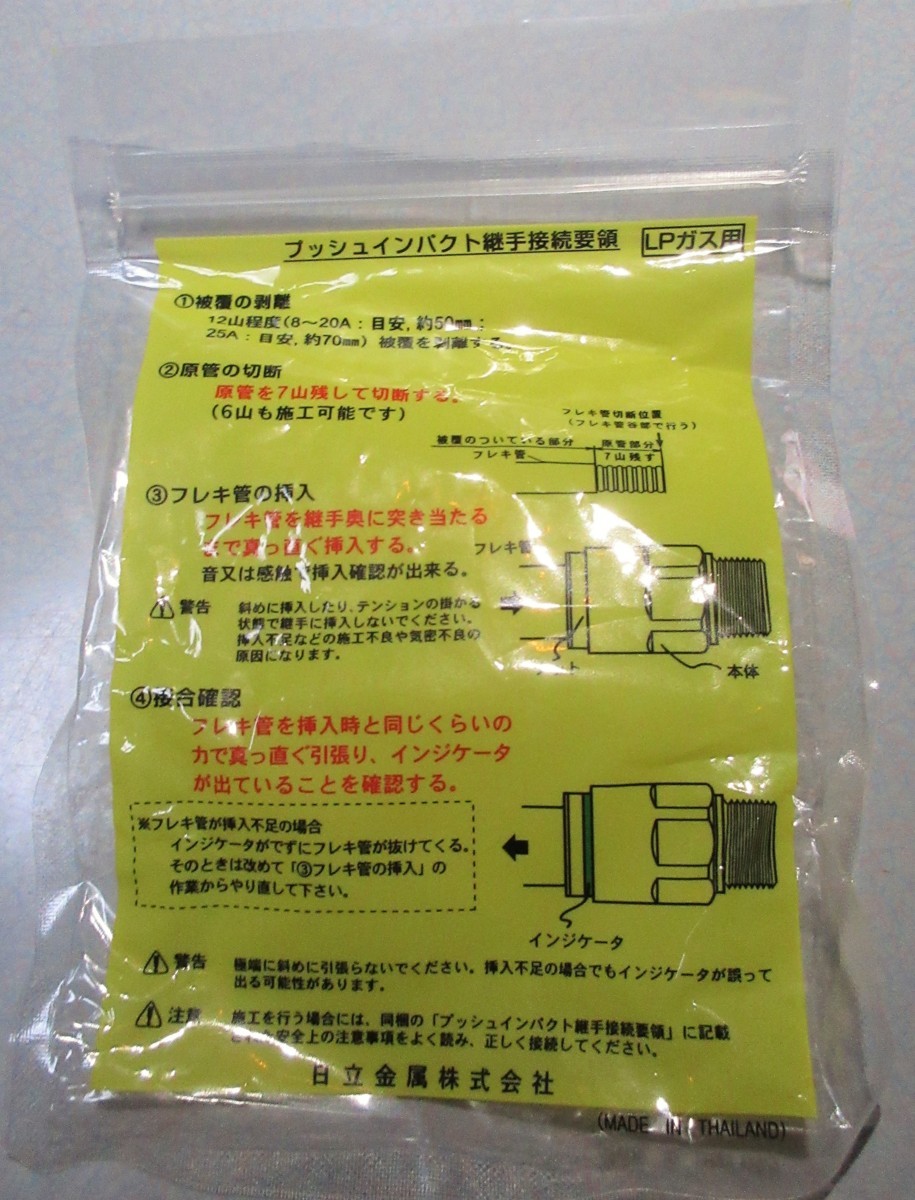 プッシュインパクト継手接続要領 LPガス用
①被覆の剥離
12山程度(8～20A：目安,約50mm；
25A：目安,約70mm) 被覆を剥離する。
②原管の切断
原管を7山残して切断する。
(6山も施工可能です)
フレキ管切断位置
(フレキ管谷部で行う)
被覆のついている部分 原管部分
フレキ管 7山残す
③フレキ管の挿入
フレキ管を継手奥に突き当たる
まで真っ直ぐ挿入する。
音又は感触で挿入確認が出来る。
フレキ管
警告 斜めに挿入したり、テンションの掛かる
状態で継手に挿入しないでください。
挿入不足などの施工不良や気密不良の
原因になります。
本体
④接合確認
フレキ管を挿入時と同じくらいの
力で真っ直ぐ引張り、インジケータ
が出ていることを確認する。
※フレキ管が挿入不足の場合
インジケータがでずにフレキ管が抜けてくる。
そのときは改めて「③フレキ管の挿入」の
作業からやり直して下さい。
インジケータ
警告 極端に斜めに引張らないでください。挿入不足の場合でもインジケータが誤って
出る可能性があります。
注意 施工を行う場合には、同梱の「プッシュインパクト継手接続要領」に記載
された安全上の注意事項をよく読み、正しく接続してください。
日立金属株式会社
(MADE IN THAILAND)